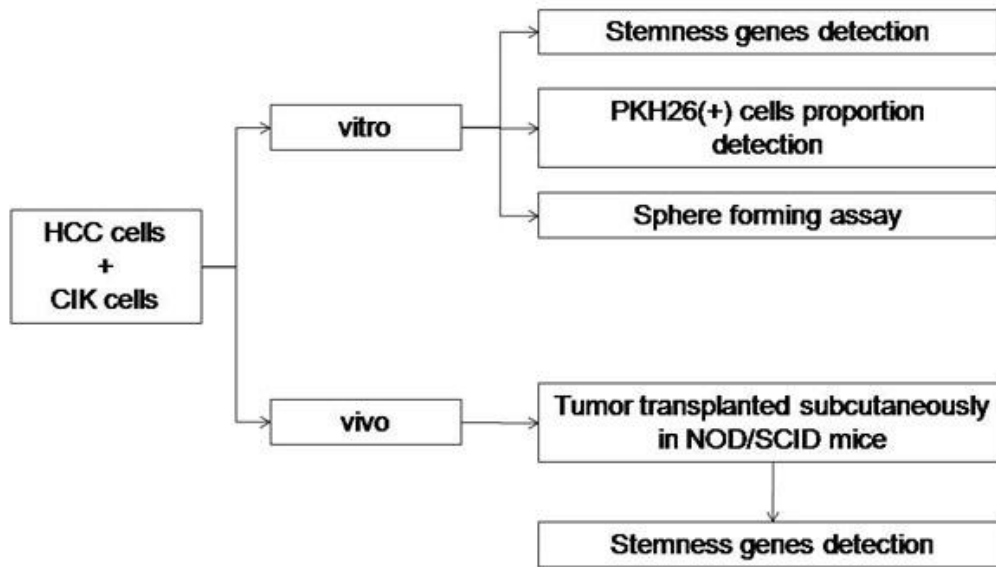 Stemness genes detection
vitro
PKH26(+) cells proportion
detection
Sphere forming assay
HCC cells
+
CIK cells
vivo
Tumor transplanted subcutaneously
in NOD/SCID mice
Stemness genes detection